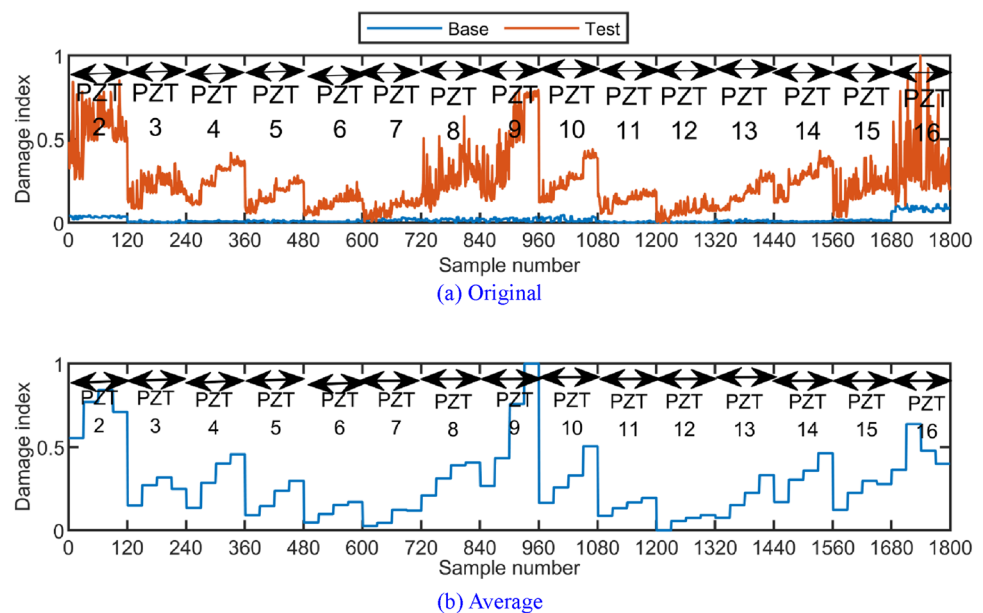 Base Test
1
0.5
0
Damage index
PZT PZT PZT PZT PZT PZT PZT PZT PZT PZT PZT PZT PZT PZT PZT
2 3 4 5 6 7 8 9 10 11 12 13 14 15 16
0 120 240 360 480 600 720 840 960 1080 1200 1320 1440 1560 1680 1800
Sample number
(a) Original
1
0.5
0
Damage index
PZT PZT PZT PZT PZT PZT PZT PZT PZT PZT PZT PZT PZT PZT PZT
2 3 4 5 6 7 8 9 10 11 12 13 14 15 16
0 120 240 360 480 600 720 840 960 1080 1200 1320 1440 1560 1680 1800
Sample number
(b) Average